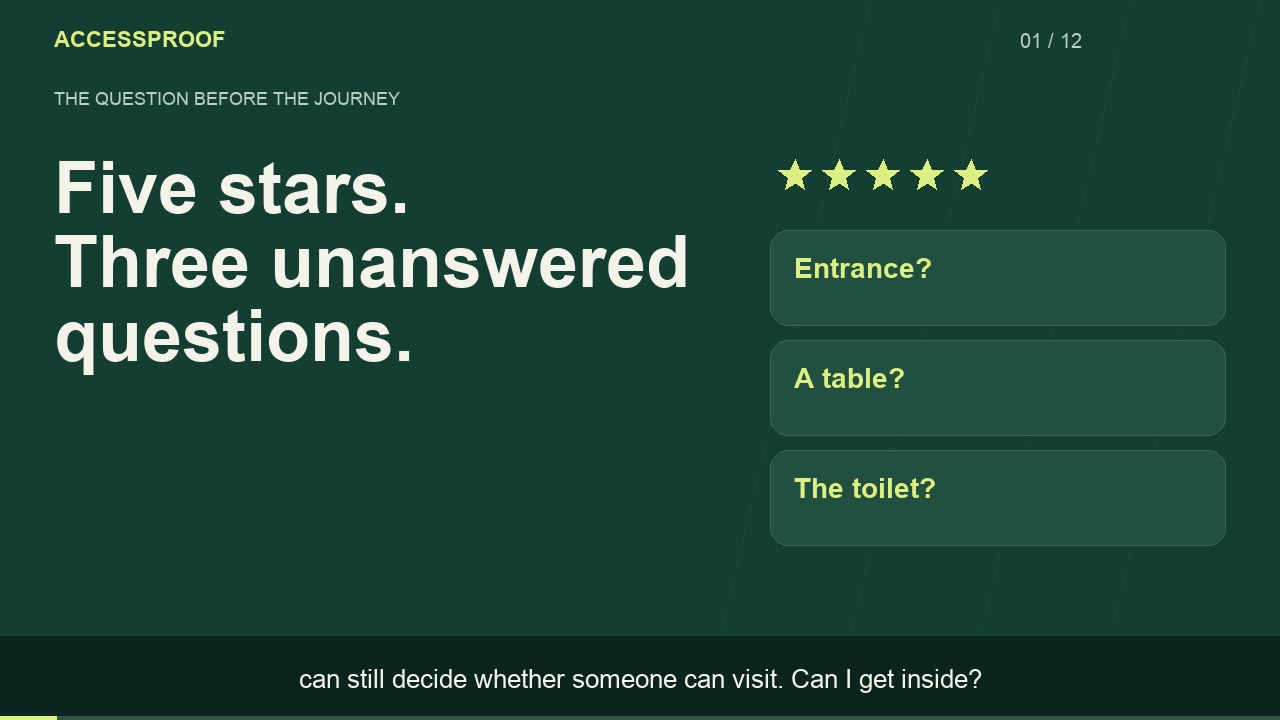 ACCESSPROOF
01 / 12
THE QUESTION BEFORE THE JOURNEY
Five stars.
Three unanswered
questions.
Entrance?
A table?
The toilet?
can still decide whether someone can visit. Can I get inside?